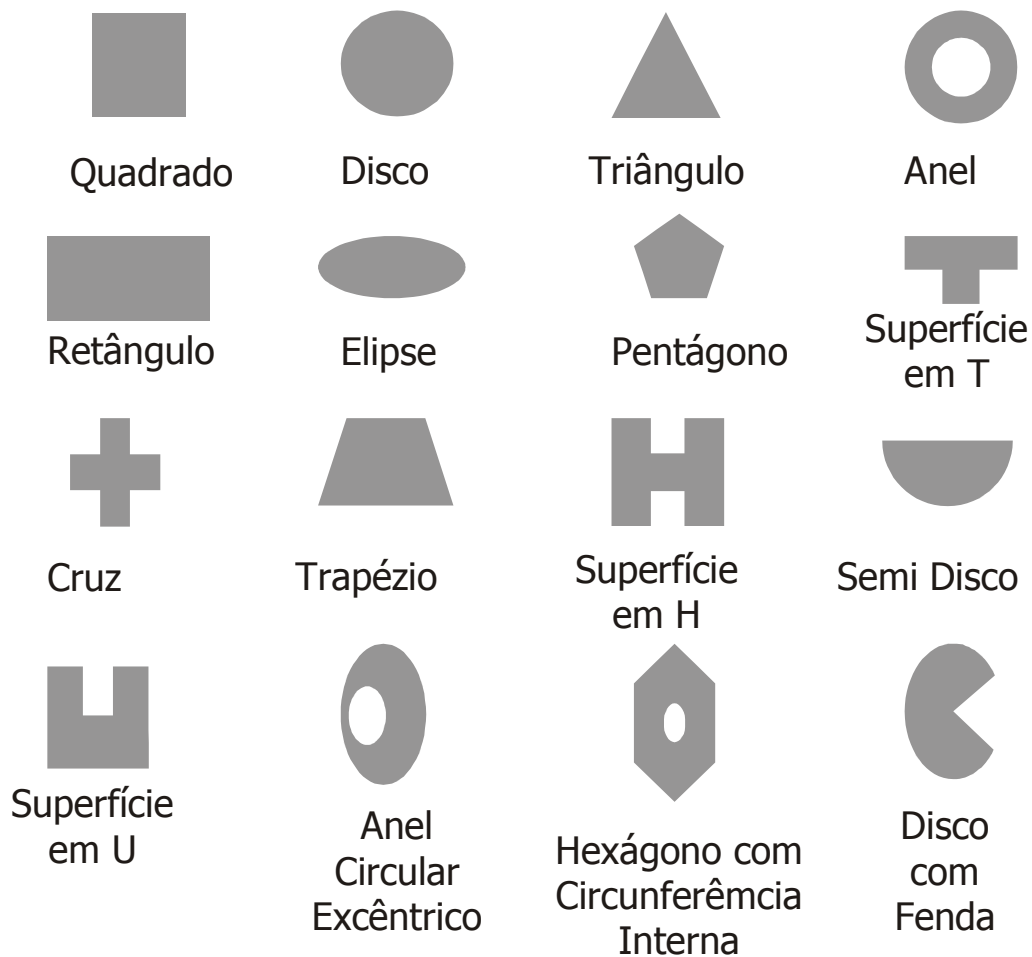 Quadrado
Disco
Triângulo
Anel
Retângulo
Elipse
Pentágono
Superfície
em T
Cruz
Trapézio
Superfície
em H
Semi Disco
Superfície
em U
Anel
Circular
Excêntrico
Hexágono com
Circunferêmcia
Interna
Disco
com
Fenda